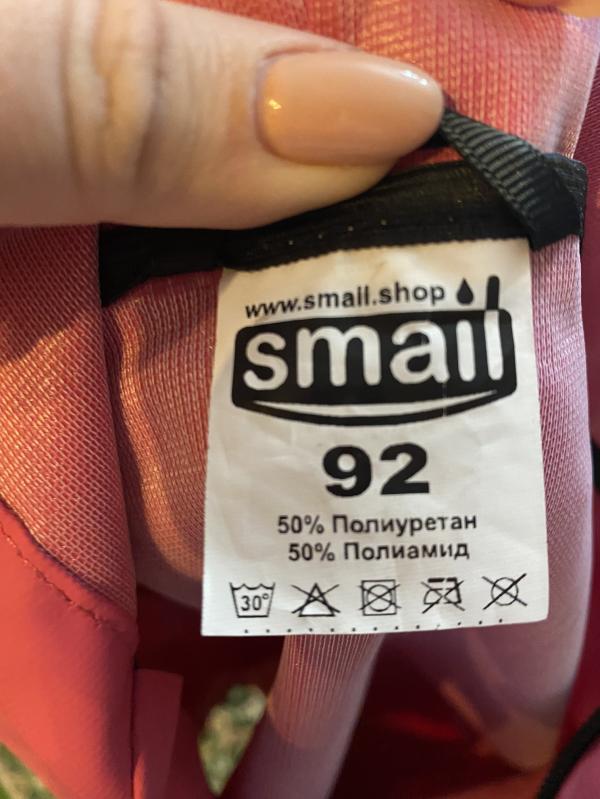 www.smail.shop
smail
92
50% Полиуретан
50% Полиамид
30°